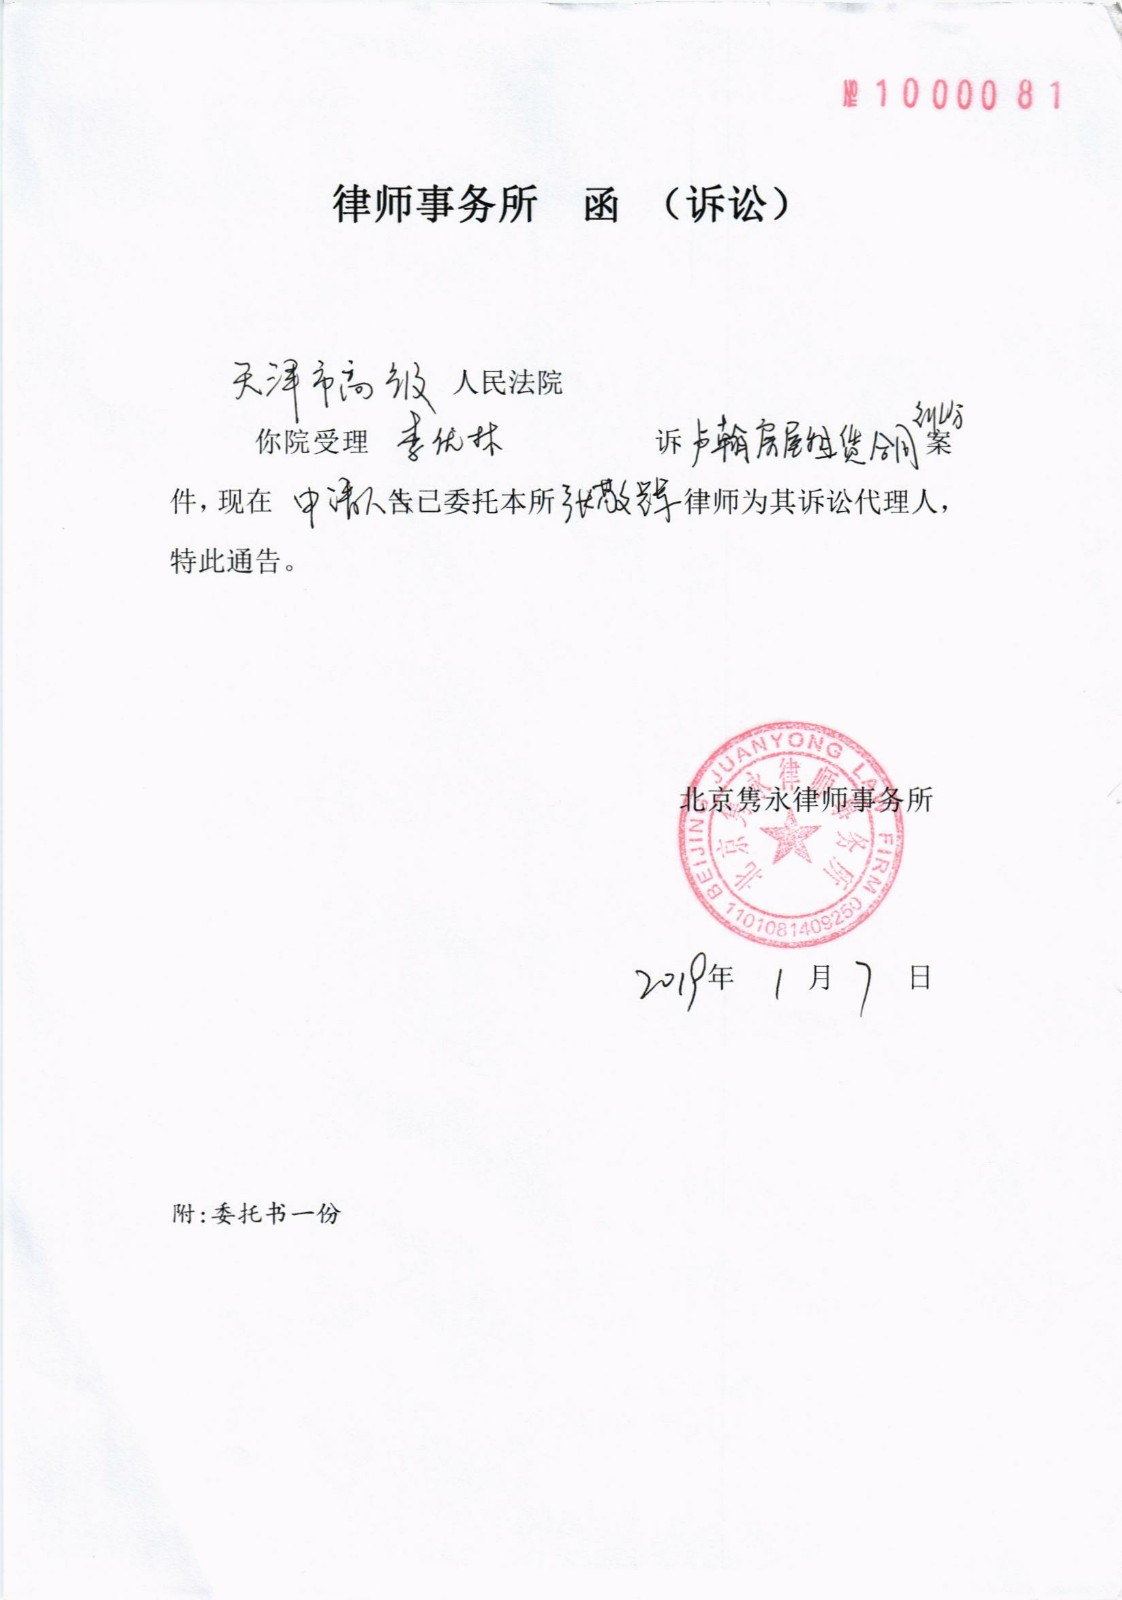 № 1000081
律师事务所 函 （诉讼）
天津市高级人民法院
你院受理 李优林 诉卢翰房屋租赁合同纠纷案
件，现在 申请人告已委托本所张敬 律师为其诉讼代理人，
特此通告。
北京隽永律师事务所
BEIJING JUANYONG LAW FIRM
北京隽永律师事务所
1101081409250
2019年 1 月 7 日
附：委托书一份